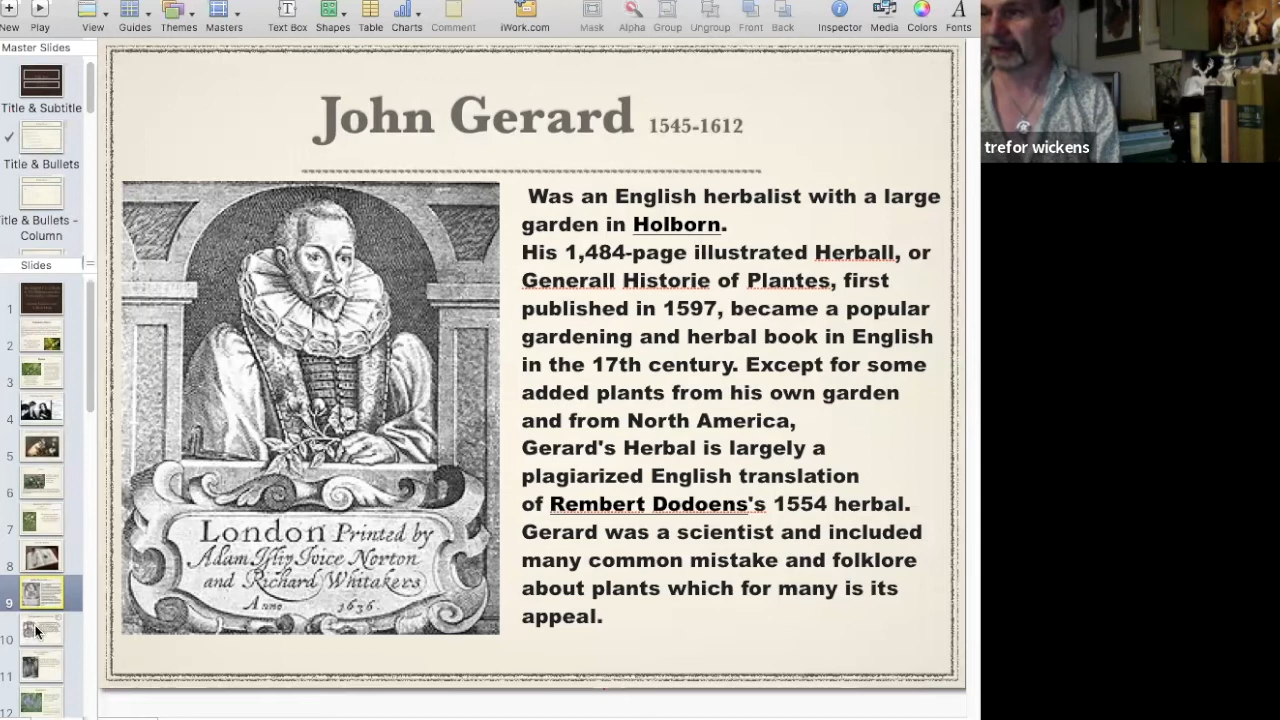 New Play View Guides Themes Masters Text Box Shapes Table Charts Comment iWork.com Mask Alpha Group Ungroup Front Back Inspector Media Colors Fonts
Master Slides
Title & Subtitle
Title & Bullets
Title & Bullets -
Column
Slides
1
2
3
4
5
6
7
8
9
10
11
12
John Gerard 1545-1612
Was an English herbalist with a large
garden in Holborn.
His 1,484-page illustrated Herball, or
Generall Historie of Plantes, first
published in 1597, became a popular
gardening and herbal book in English
in the 17th century. Except for some
added plants from his own garden
and from North America,
Gerard's Herbal is largely a
plagiarized English translation
of Rembert Dodoens's 1554 herbal.
Gerard was a scientist and included
many common mistake and folklore
about plants which for many is its
appeal.
London Printed by
Adam Islip Joice Norton
and Richard Whitakers
Anno 1636.
trefor wickens